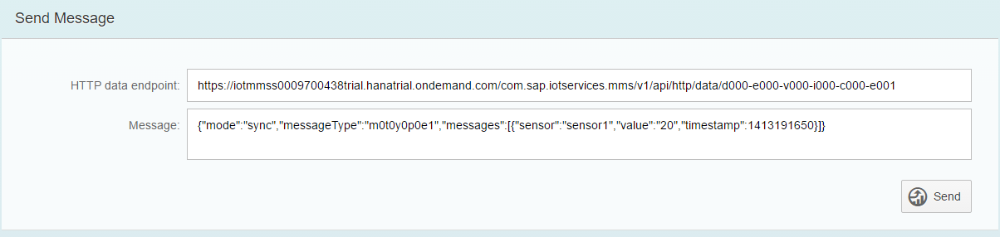 Send Message
HTTP data endpoint: https://iotmmss0009700438trial.hanatrial.ondemand.com/com.sap.iotservices.mms/v1/api/http/data/d000-e000-v000-i000-c000-e001
Message: {"mode":"sync","messageType":"m0t0y0p0e1","messages":[{"sensor":"sensor1","value":"20","timestamp":1413191650}]}
Send